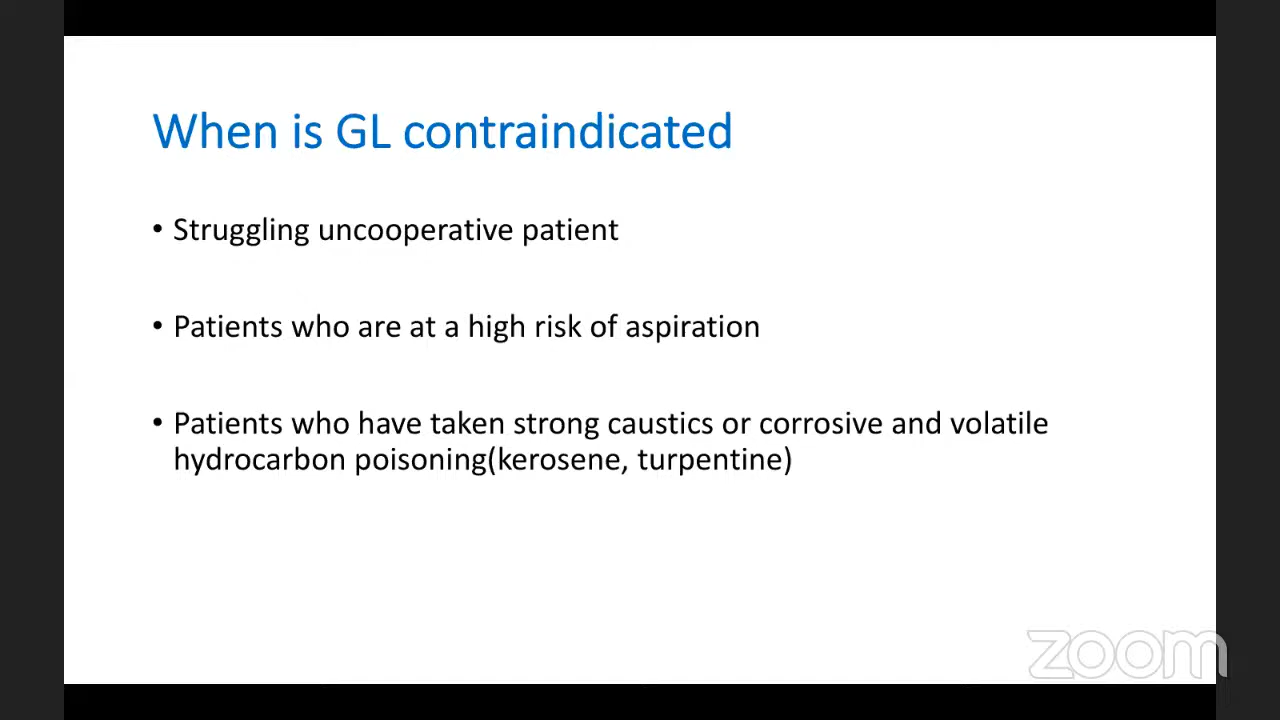 When is GL contraindicated
• Struggling uncooperative patient
• Patients who are at a high risk of aspiration
• Patients who have taken strong caustics or corrosive and volatile
hydrocarbon poisoning(kerosene, turpentine)
zoom